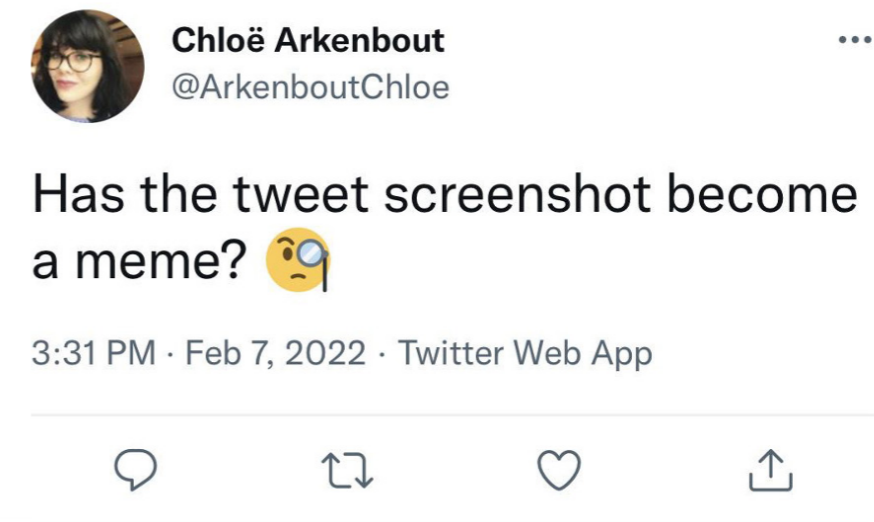 Chloë Arkenbout
@ArkenboutChloe
Has the tweet screenshot become
a meme? 🧐
3:31 PM · Feb 7, 2022 · Twitter Web App